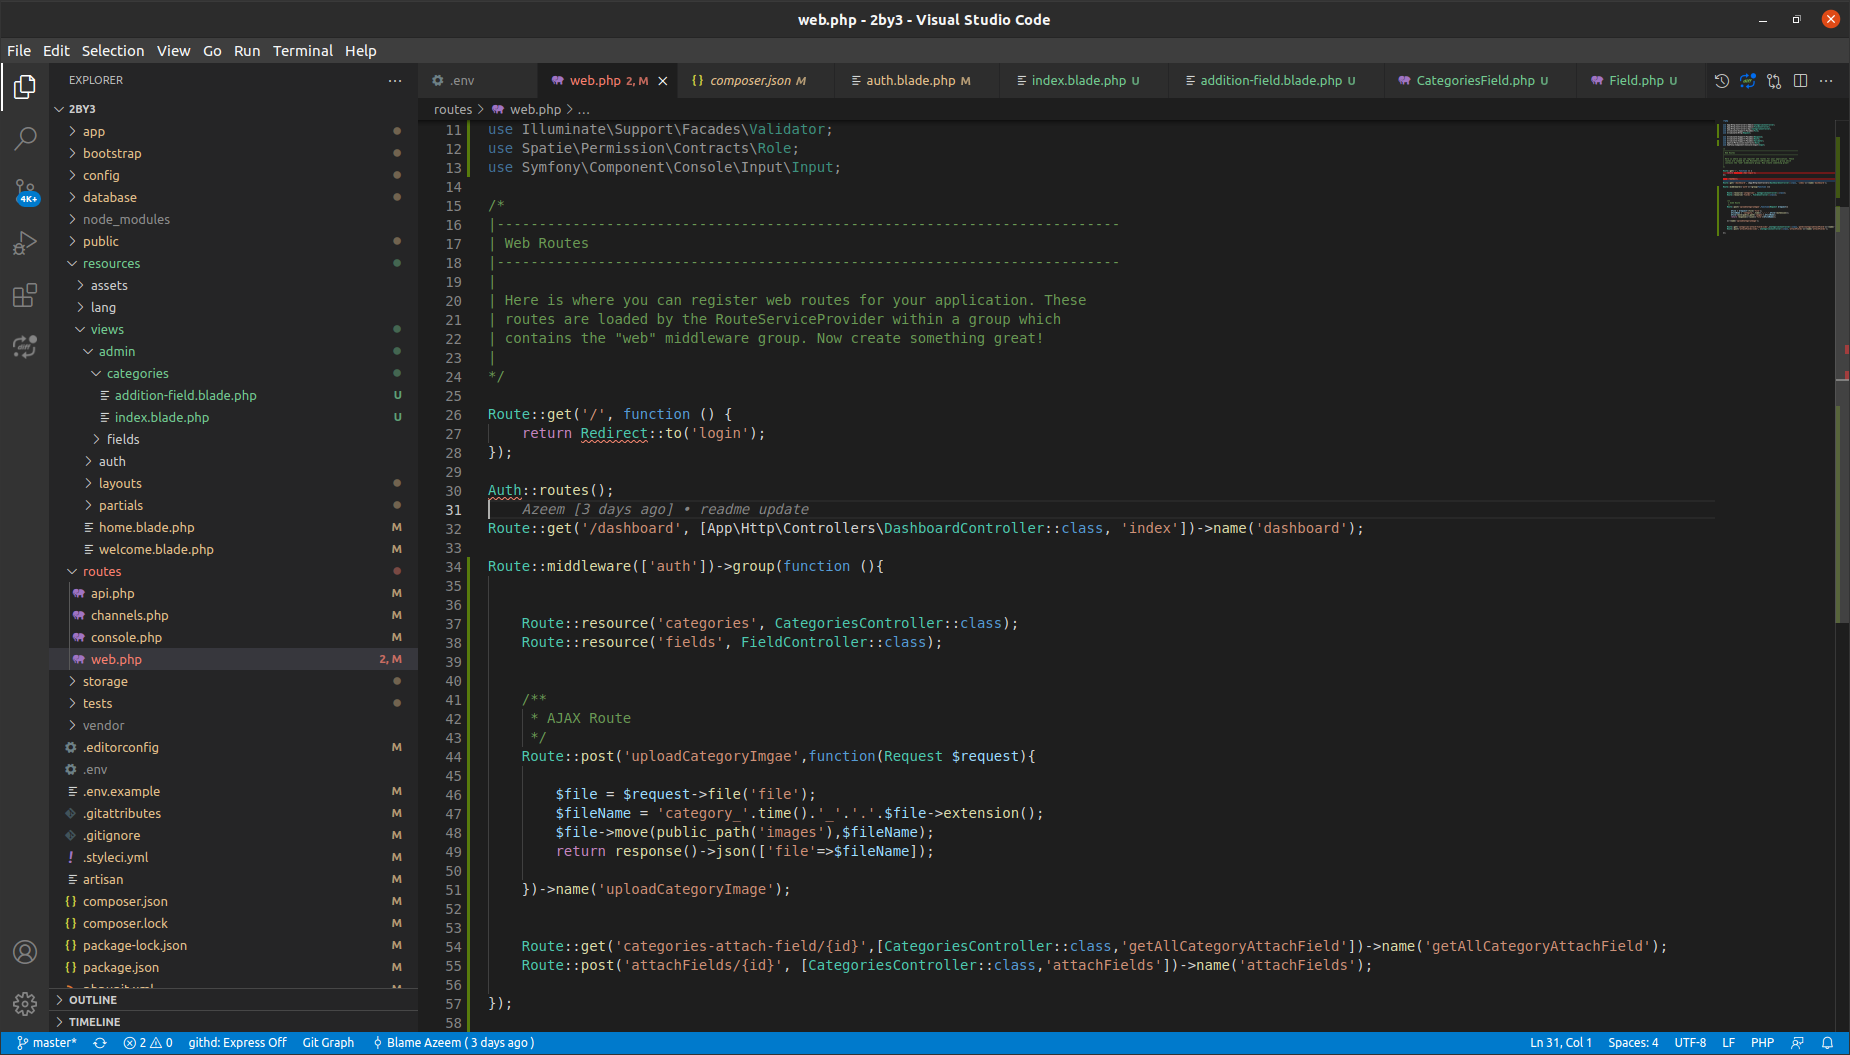 web.php - 2by3 - Visual Studio Code
File Edit Selection View Go Run Terminal Help
EXPLORER
2BY3
app
bootstrap
config
database
node_modules
public
resources
assets
lang
views
admin
categories
addition-field.blade.php U
index.blade.php U
fields
auth
layouts
partials
home.blade.php M
welcome.blade.php M
routes
api.php M
channels.php M
console.php M
web.php 2, M
storage
tests
vendor
.editorconfig M
.env
.env.example M
.gitattributes M
.gitignore M
.styleci.yml M
artisan M
composer.json M
composer.lock M
package-lock.json M
package.json M
OUTLINE
TIMELINE
4K+
.env web.php 2, M composer.json M auth.blade.php M index.blade.php U addition-field.blade.php U CategoriesField.php U Field.php U
routes > web.php > ...
11 use Illuminate\Support\Facades\Validator;
12 use Spatie\Permission\Contracts\Role;
13 use Symfony\Component\Console\Input\Input;
14
15 /*
16 |--------------------------------------------------------------------------
17 | Web Routes
18 |--------------------------------------------------------------------------
19 |
20 | Here is where you can register web routes for your application. These
21 | routes are loaded by the RouteServiceProvider within a group which
22 | contains the "web" middleware group. Now create something great!
23 |
24 */
25
26 Route::get('/', function () {
27     return Redirect::to('login');
28 });
29
30 Auth::routes();
31     Azeem [3 days ago] • readme update
32 Route::get('/dashboard', [App\Http\Controllers\DashboardController::class, 'index'])->name('dashboard');
33
34 Route::middleware(['auth'])->group(function (){
35
36
37     Route::resource('categories', CategoriesController::class);
38     Route::resource('fields', FieldController::class);
39
40
41     /**
42      * AJAX Route
43      */
44     Route::post('uploadCategoryImgae',function(Request $request){
45
46         $file = $request->file('file');
47         $fileName = 'category_'.time().'_'.'.'.$file->extension();
48         $file->move(public_path('images'),$fileName);
49         return response()->json(['file'=>$fileName]);
50
51     })->name('uploadCategoryImage');
52
53
54     Route::get('categories-attach-field/{id}',[CategoriesController::class,'getAllCategoryAttachField'])->name('getAllCategoryAttachField');
55     Route::post('attachFields/{id}', [CategoriesController::class,'attachFields'])->name('attachFields');
56
57 });
58
master* 2 0 githd: Express Off Git Graph Blame Azeem ( 3 days ago ) Ln 31, Col 1 Spaces: 4 UTF-8 LF PHP